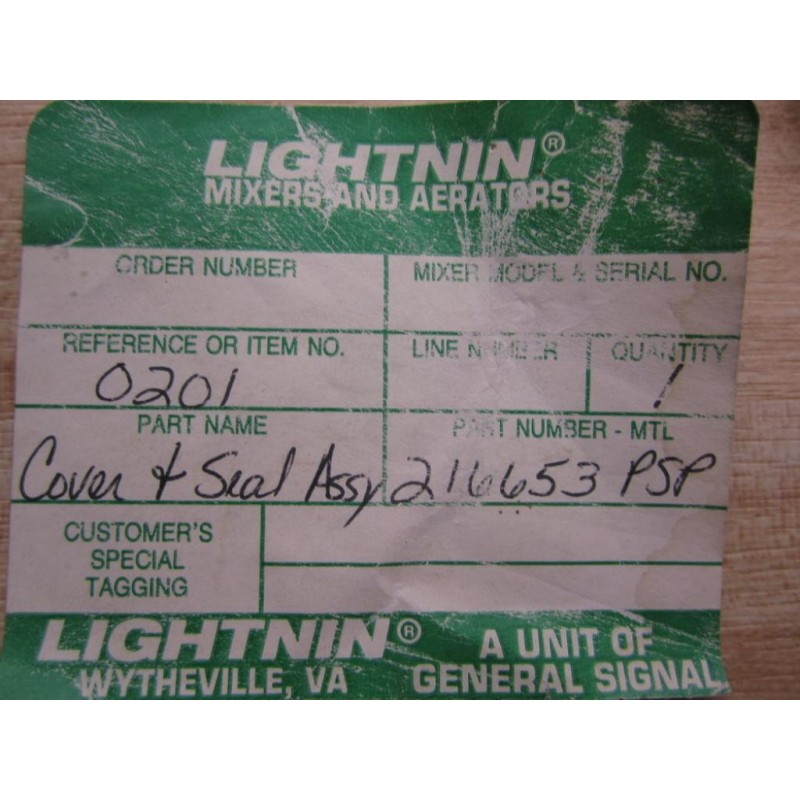 LIGHTNIN®
MIXERS AND AERATORS
ORDER NUMBER
MIXER MODEL & SERIAL NO.
REFERENCE OR ITEM NO.
LINE NUMBER
QUANTITY
0201
1
PART NAME
PART NUMBER - MTL
Cover & Seal Assy
216653 PSP
CUSTOMER'S
SPECIAL
TAGGING
LIGHTNIN®
WYTHEVILLE, VA
A UNIT OF
GENERAL SIGNAL